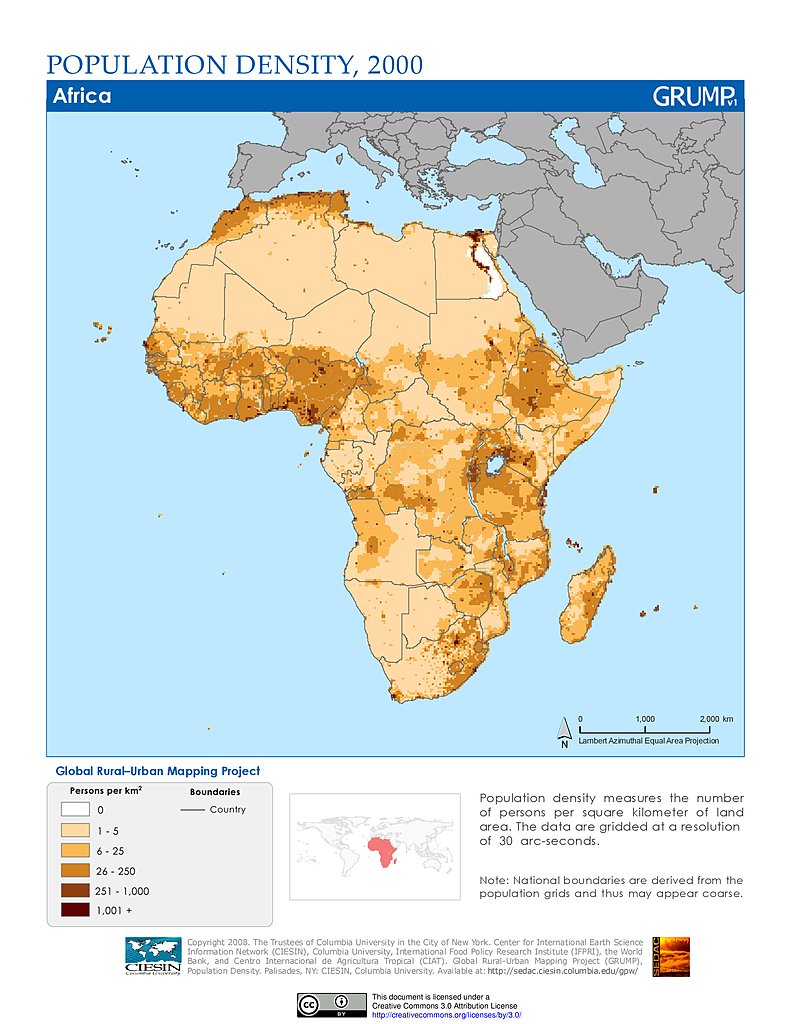 POPULATION DENSITY, 2000
Africa
GRUMPv1
0 1,000 2,000 km
N
Lambert Azimuthal Equal Area Projection
Global Rural–Urban Mapping Project
Persons per km²
Boundaries
0
Country
1 - 5
6 - 25
26 - 250
251 - 1,000
1,001 +
Population density measures the number
of persons per square kilometer of land
area. The data are gridded at a resolution
of 30 arc-seconds.
Note: National boundaries are derived from the
population grids and thus may appear coarse.
CIESIN
Columbia University
Copyright 2008. The Trustees of Columbia University in the City of New York. Center for International Earth Science
Information Network (CIESIN), Columbia University, International Food Policy Research Institute (IFPRI), the World
Bank, and Centro Internacional de Agricultura Tropical (CIAT). Global Rural-Urban Mapping Project (GRUMP),
Population Density. Palisades, NY: CIESIN, Columbia University. Available at: http://sedac.ciesin.columbia.edu/gpw/
SEDAC
cc
BY
This document is licensed under a
Creative Commons 3.0 Attribution License
http://creativecommons.org/licenses/by/3.0/